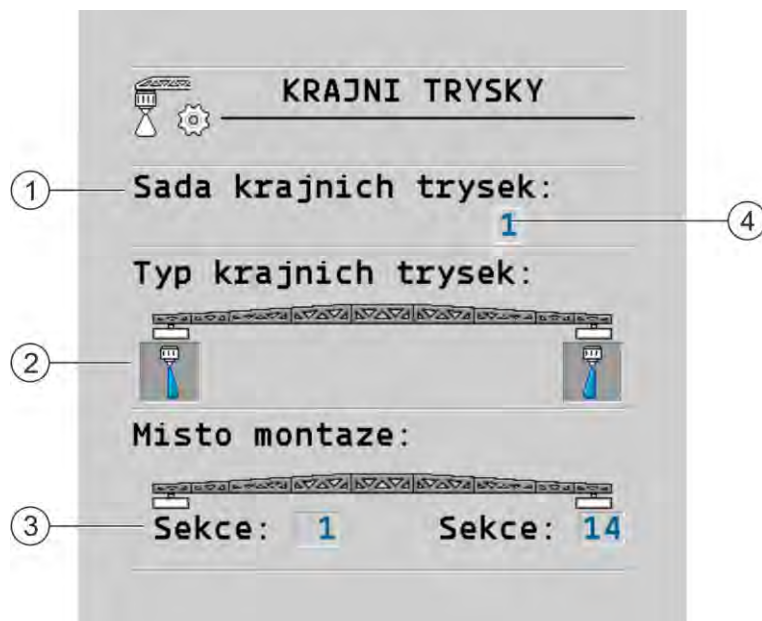 KRAJNI TRYSKY
1 Sada krajnich trysek:
1 4
Typ krajnich trysek:
2
Misto montaze:
3 Sekce: 1 Sekce: 14